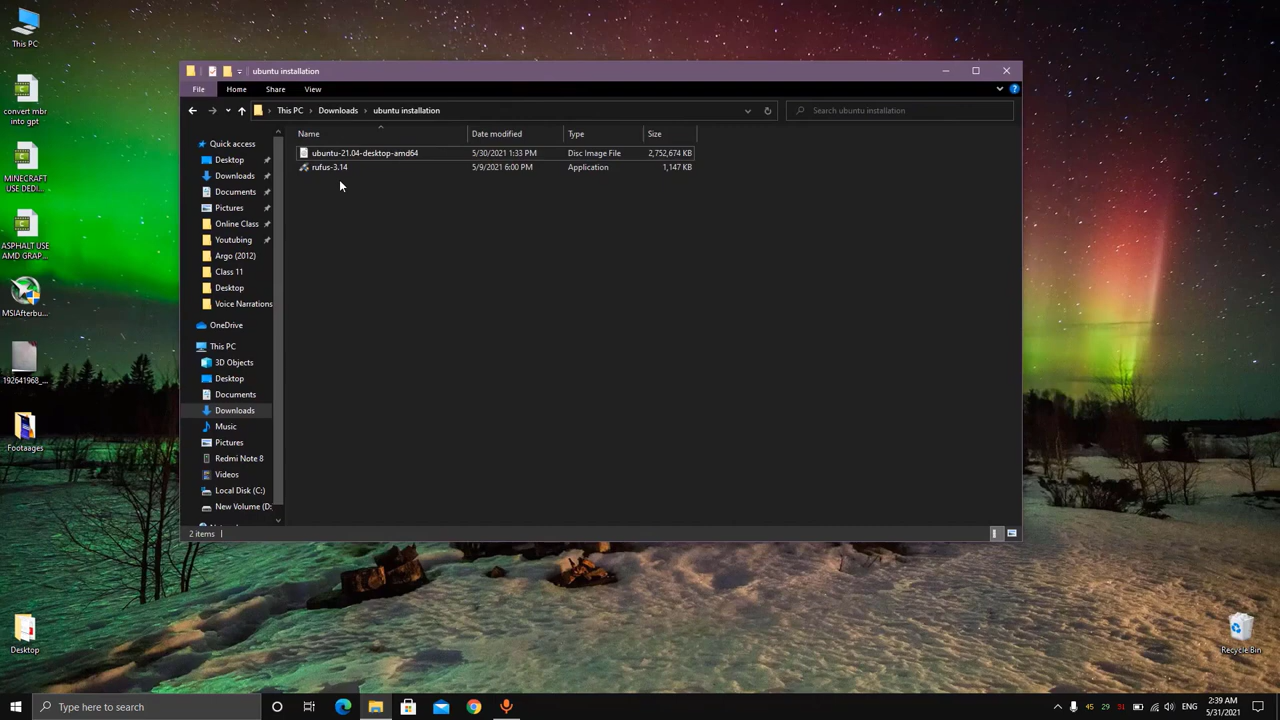 This PC
convert mbr
into gpt
MINECRAFT
USE DEDI...
ASPHALT USE
AMD GRAP...
MSIAfterbu...
192641968_...
Footaages
Desktop
ubuntu installation
File
Home
Share
View
This PC
Downloads
ubuntu installation
Search ubuntu installation
Name
Date modified
Type
Size
ubuntu-21.04-desktop-amd64
5/30/2021 1:33 PM
Disc Image File
2,752,674 KB
rufus-3.14
5/9/2021 6:00 PM
Application
1,147 KB
Quick access
Desktop
Downloads
Documents
Pictures
Online Class
Youtubing
Argo (2012)
Class 11
Desktop
Voice Narrations
OneDrive
This PC
3D Objects
Desktop
Documents
Downloads
Music
Pictures
Redmi Note 8
Videos
Local Disk (C:)
New Volume (D:
2 items
Recycle Bin
Type here to search
45
29
31
ENG
2:39 AM
5/31/2021